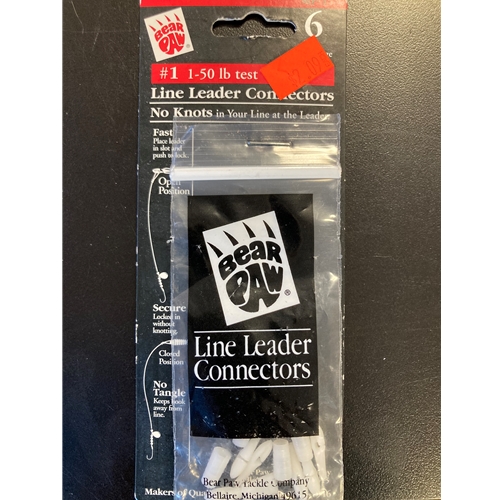 BEAR PAW
6
#1 1-50 lb test
Line Leader Connectors
No Knots in Your Line at the Leader
Fast
Place leader
in slot and
push to lock.
Open
Position
BEAR PAW ®
Secure
Locked in
without
knotting.
Line Leader
Connectors
Closed
Position
No
Tangle
Keeps hook
away from
line.
Bear Paw Tackle Company
Makers of
Bellaire, Michigan 49615